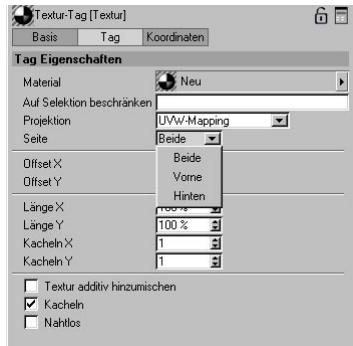 Textur-Tag [Textur]
Basis Tag Koordinaten
Tag Eigenschaften
Material Neu
Auf Selektion beschränken
Projektion UVW-Mapping
Seite Beide
Beide
Vorne
Hinten
Offset X
Offset Y
Länge X 100 %
Länge Y 100 %
Kacheln X 1
Kacheln Y 1
Textur additiv hinzumischen
Kacheln
Nahtlos